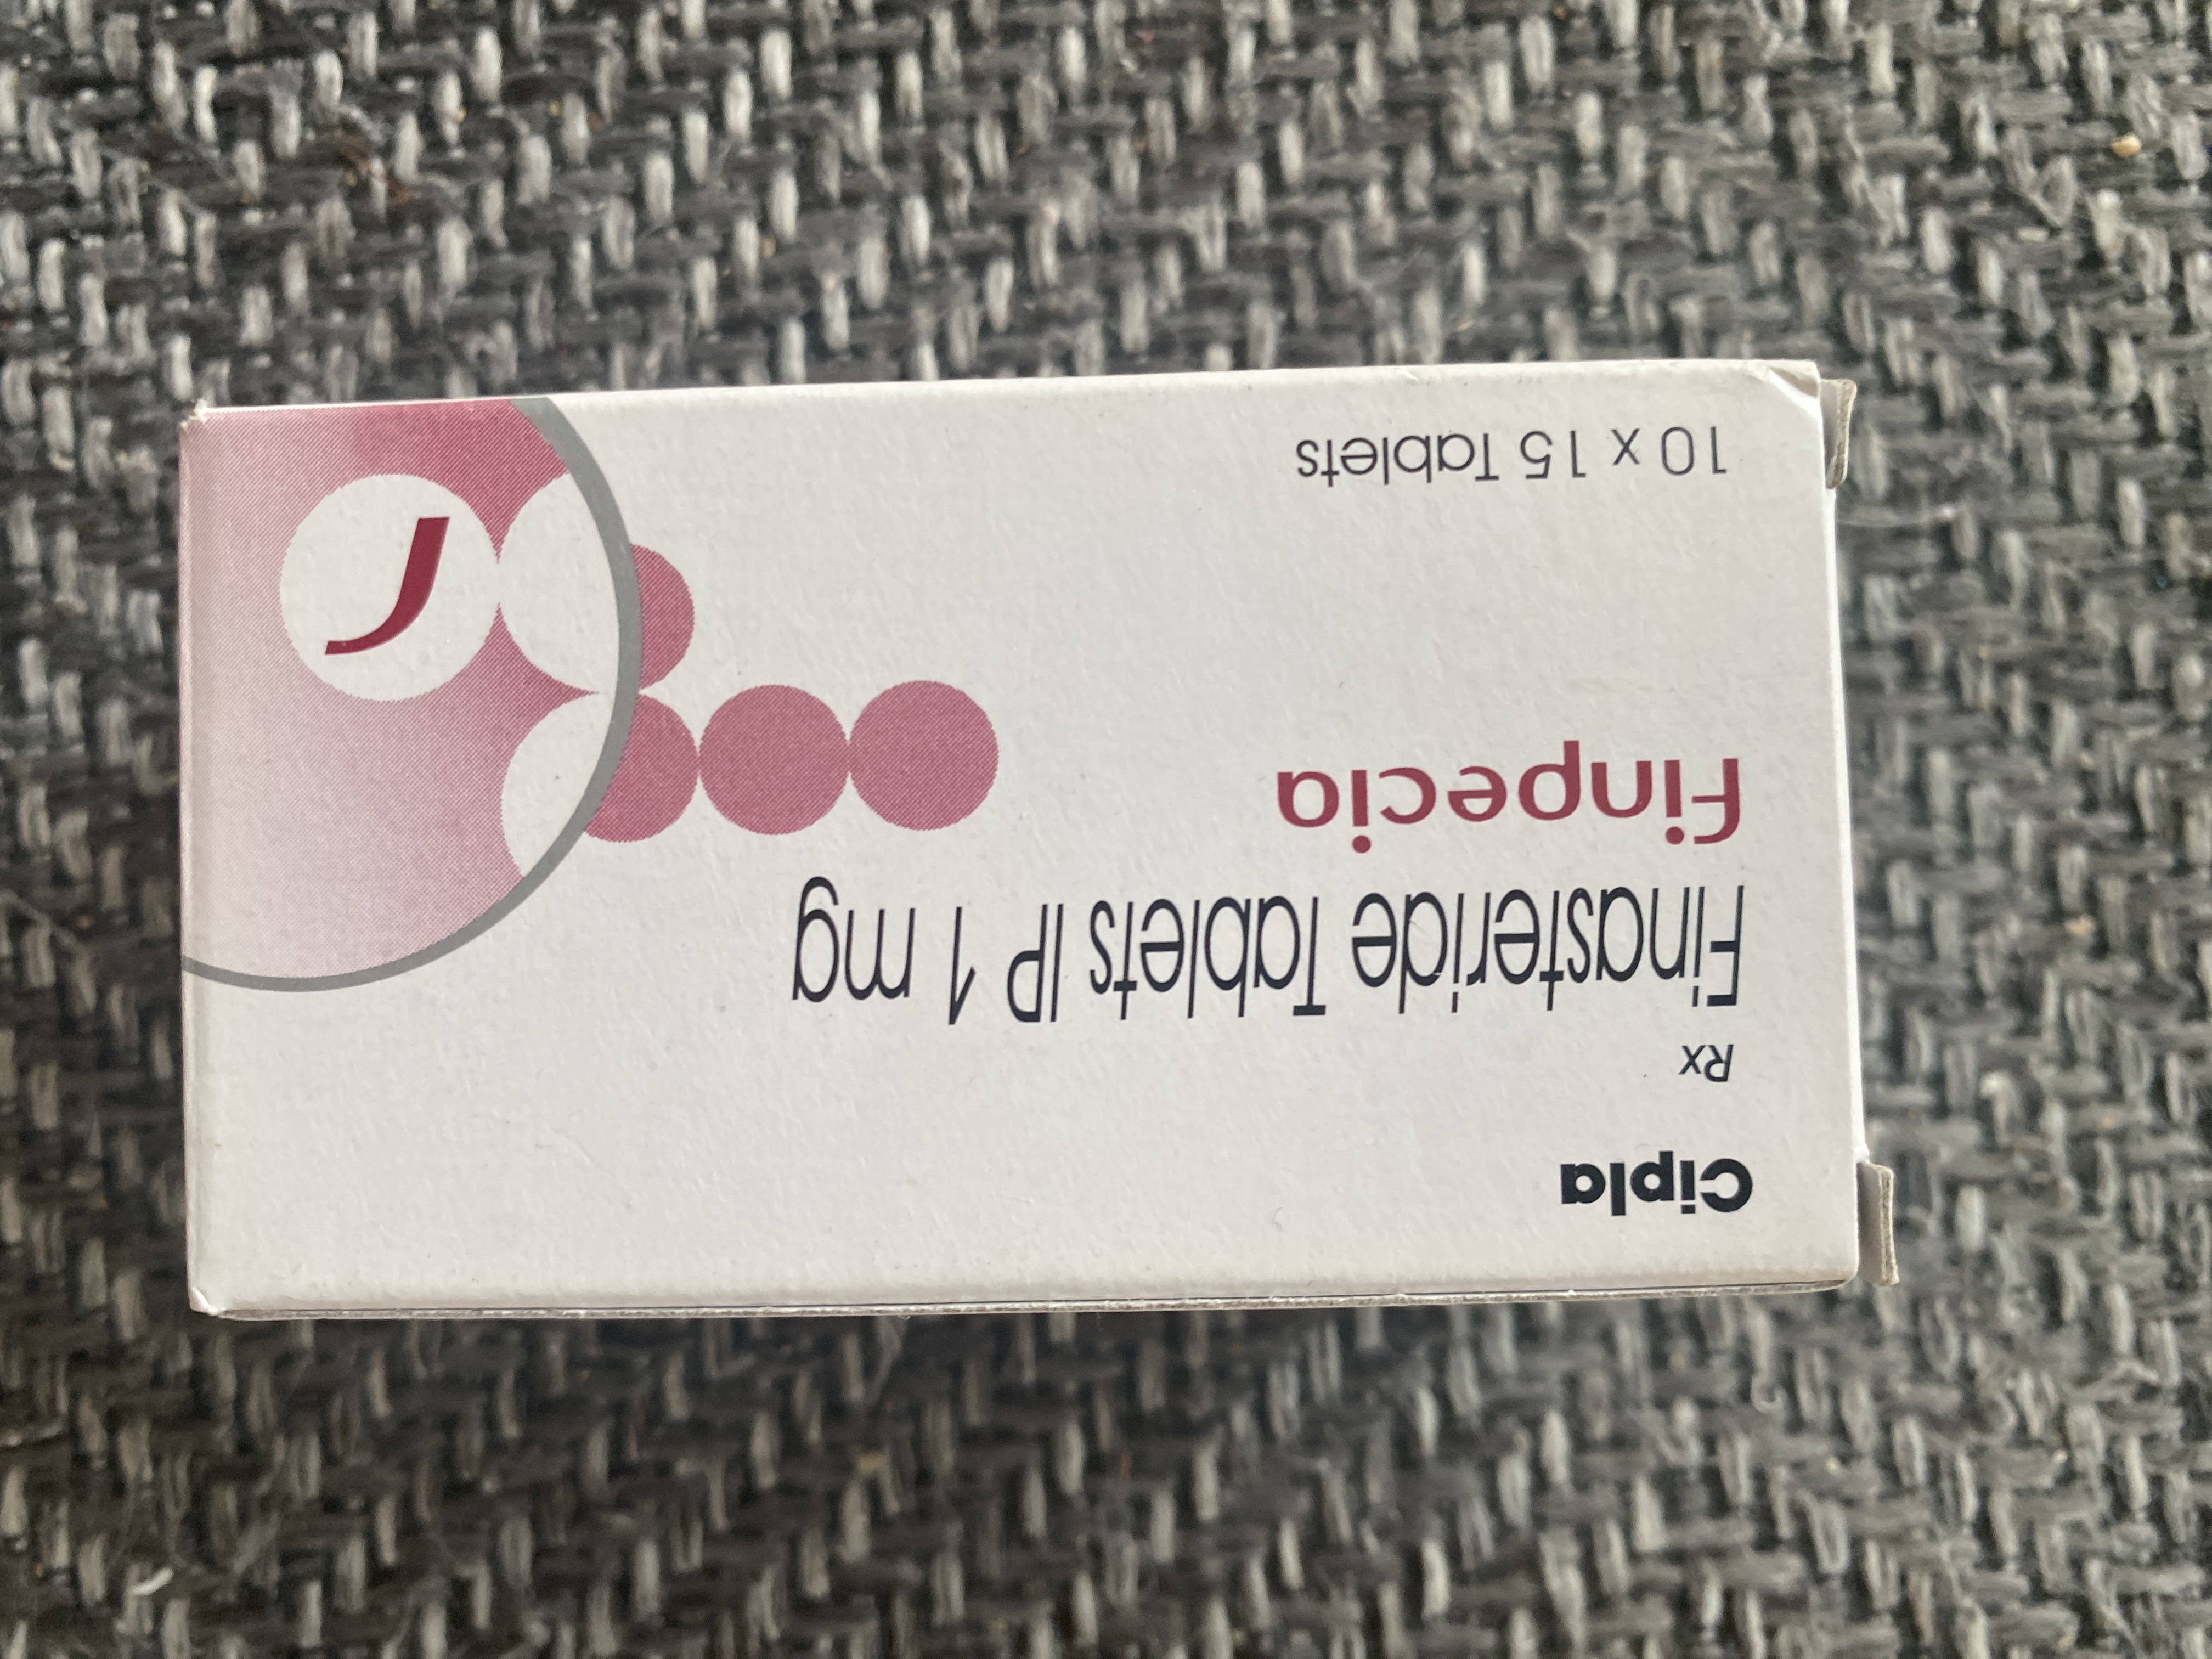 Cipla
Rx
Finasteride Tablets IP 1 mg
Finpecia
10 x 15 Tablets